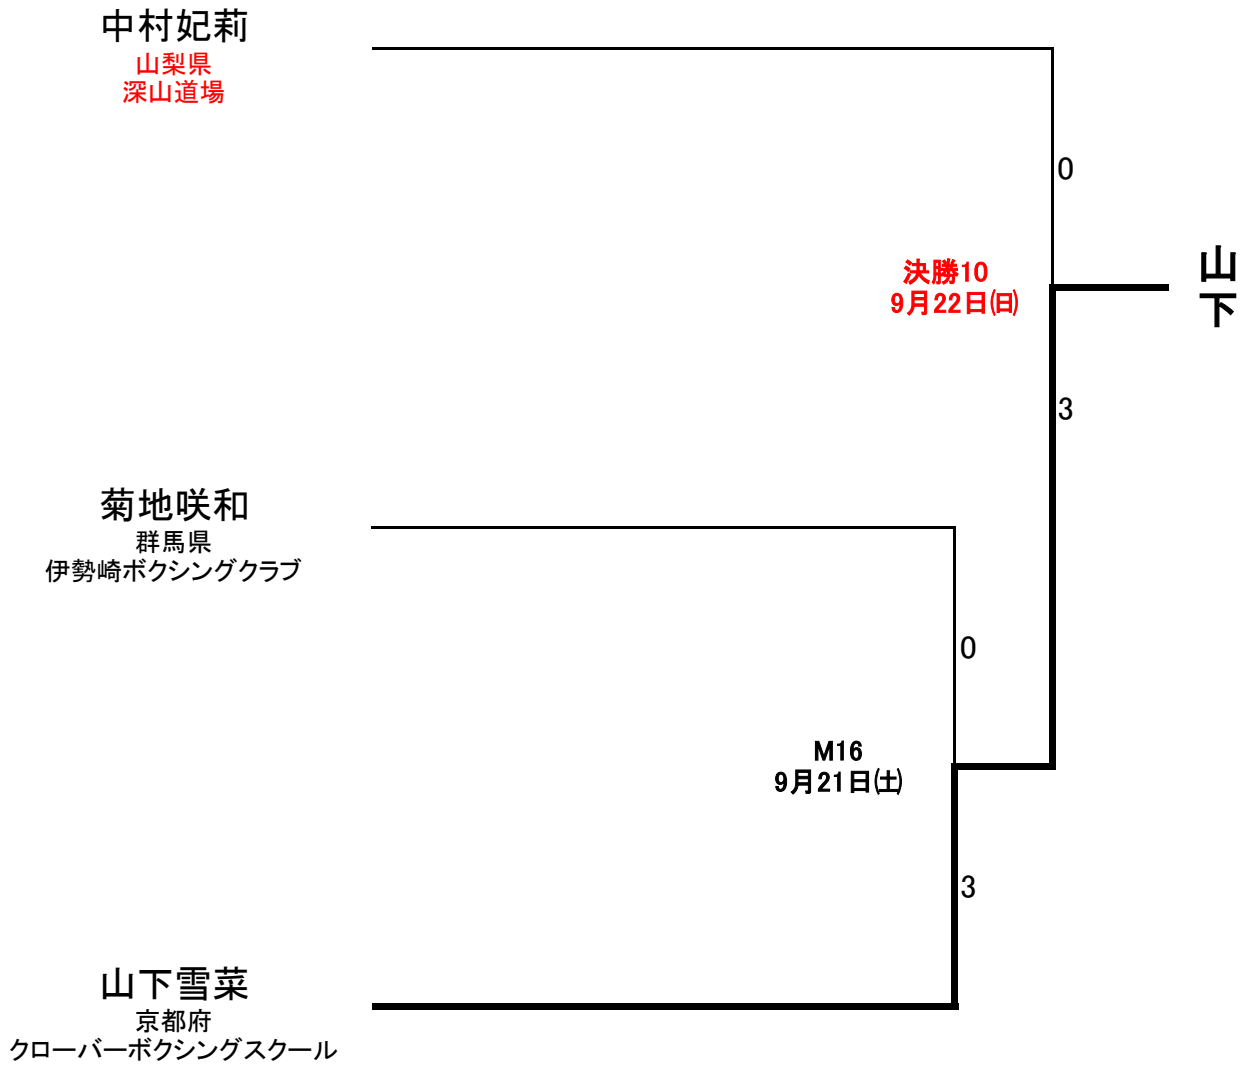 中村妃莉
山梨県
深山道場
0
決勝10
9月22日(日)
山下
3
菊地咲和
群馬県
伊勢崎ボクシングクラブ
0
M16
9月21日(土)
3
山下雪菜
京都府
クローバーボクシングスクール